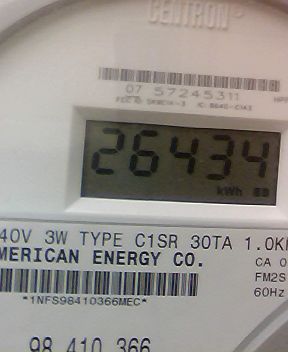 CENTRON
07 57245311
26434
kWh
40V 3W TYPE C1SR 30TA 1.0K
MERICAN ENERGY CO.
CA 0
FM2S
60Hz
*1NFS98410366MEC*
98 410 366